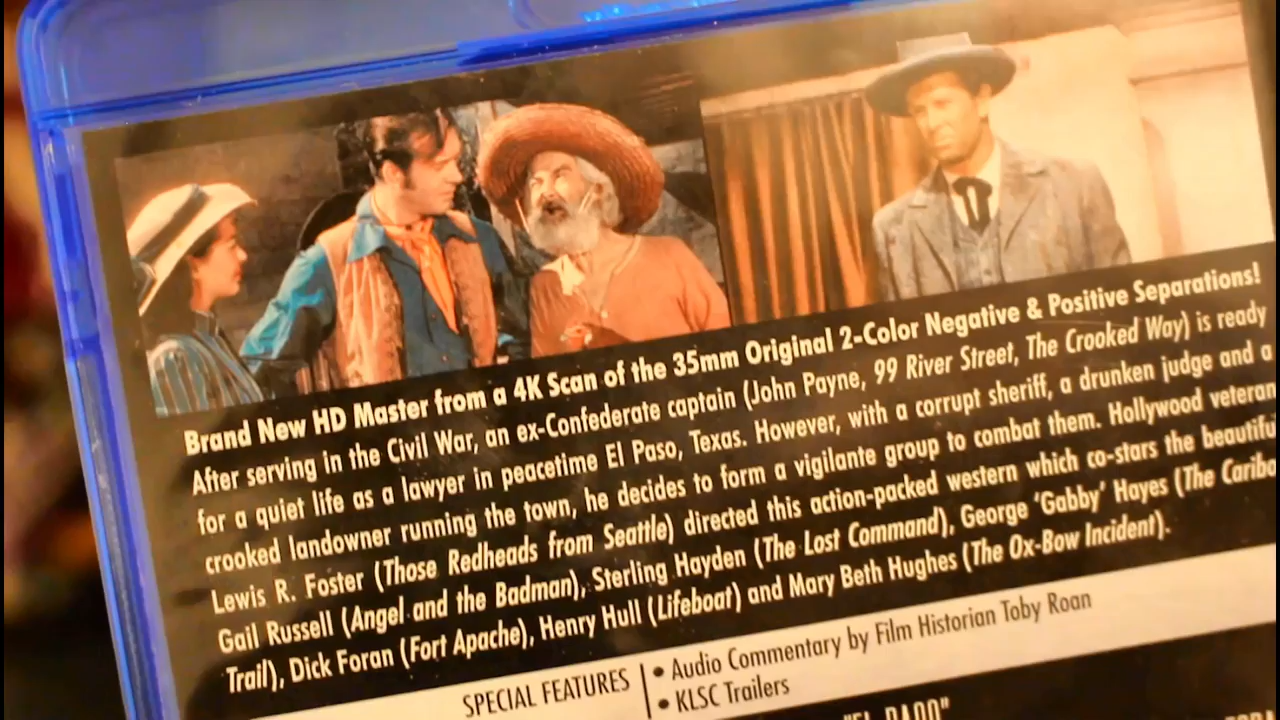 Brand New HD Master from a 4K Scan of the 35mm Original 2-Color Negative & Positive Separations!
After serving in the Civil War, an ex-Confederate captain (John Payne, 99 River Street, The Crooked Way) is ready
for a quiet life as a lawyer in peacetime El Paso, Texas. However, with a corrupt sheriff, a drunken judge and a
crooked landowner running the town, he decides to form a vigilante group to combat them. Hollywood veteran
Lewis R. Foster (Those Redheads from Seattle) directed this action-packed western which co-stars the beautifu
Gail Russell (Angel and the Badman), Sterling Hayden (The Lost Command), George 'Gabby' Hayes (The Cariboo
Trail), Dick Foran (Fort Apache), Henry Hull (Lifeboat) and Mary Beth Hughes (The Ox-Bow Incident).
SPECIAL FEATURES
• Audio Commentary by Film Historian Toby Roan
• KLSC Trailers